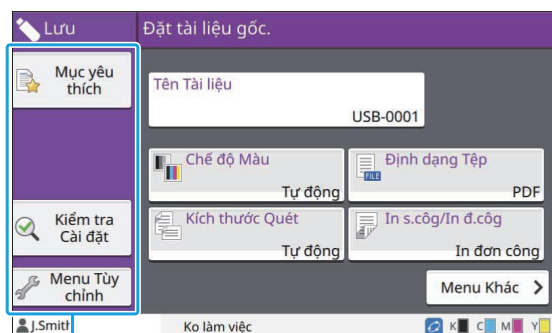 Lưu
Đặt tài liệu gốc.
Mục yêu
thích
Tên Tài liệu
USB-0001
Chế độ Màu
Tự động
Định dạng Tệp
FILE
PDF
Kiểm tra
Cài đặt
Kích thước Quét
Tự động
In s.côg/In đ.côg
In đơn công
Menu Tùy
chỉnh
Menu Khác
J.Smith
Ko làm việc
K C M Y